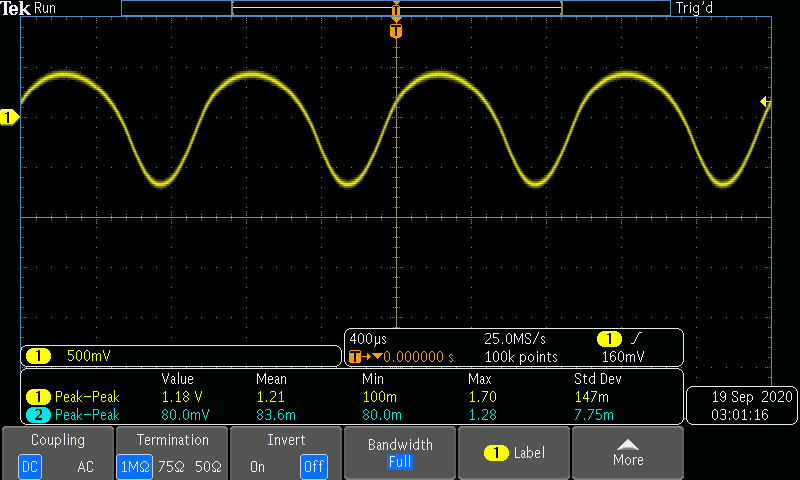 Tek Run Trig'd
T
T
1
1 500mV
400µs 25.0MS/s 1
T→▼0.000000 s 100k points 160mV
Value Mean Min Max Std Dev
1 Peak-Peak 1.18 V 1.21 100m 1.70 147m
2 Peak-Peak 80.0mV 83.6m 80.0m 1.28 7.75m
19 Sep 2020
03:01:16
Coupling
DC AC
Termination
1MΩ 75Ω 50Ω
Invert
On Off
Bandwidth
Full
1 Label
More